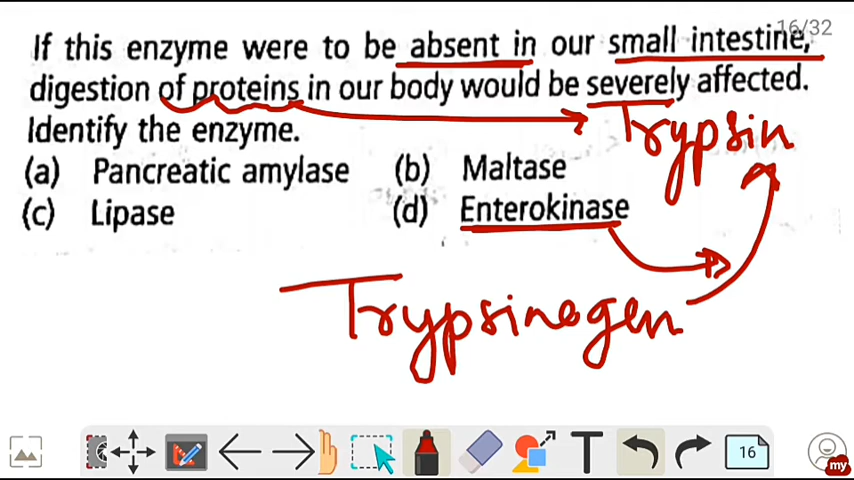 16/32
If this enzyme were to be absent in our small intestine,
digestion of proteins in our body would be severely affected.
Identify the enzyme.
Trypsin
(a) Pancreatic amylase (b) Maltase
(c) Lipase (d) Enterokinase
Trypsinogen
T 16 my